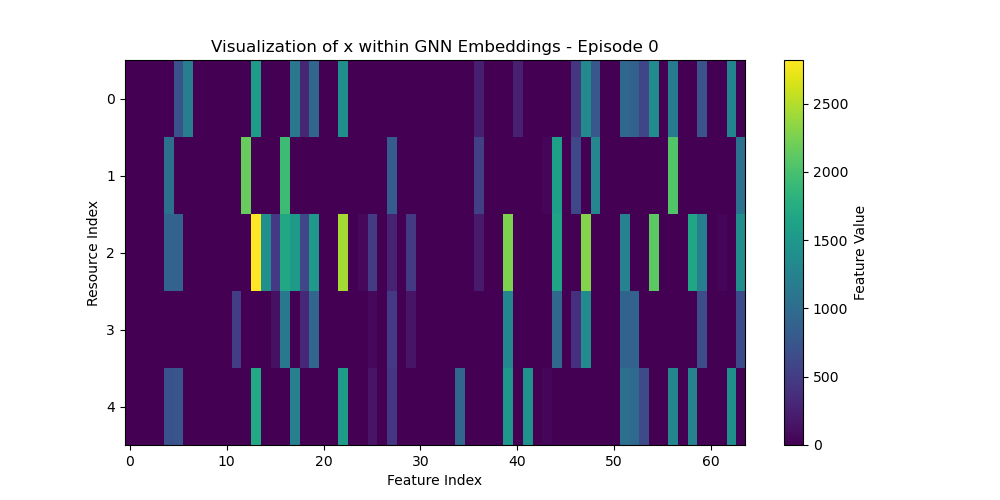 Visualization of x within GNN Embeddings - Episode 0
Resource Index
0
1
2
3
4
0 10 20 30 40 50 60
Feature Index
2500
2000
1500
1000
500
0
Feature Value